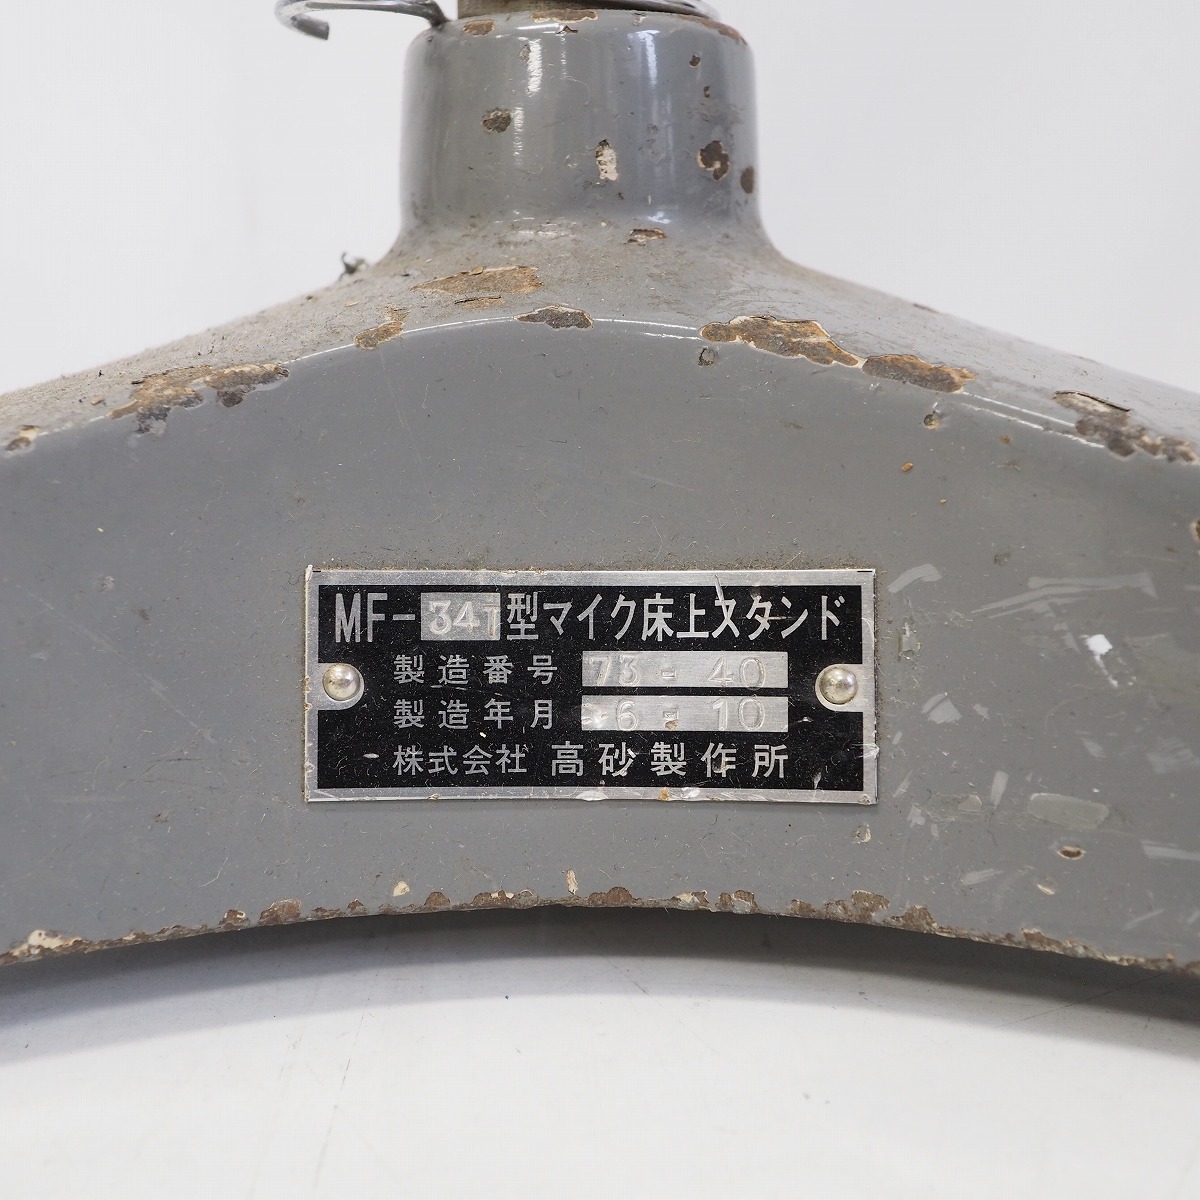 MF-34T型マイク床上スタンド
製造番号 73-40
製造年月 6-10
株式会社 高砂製作所